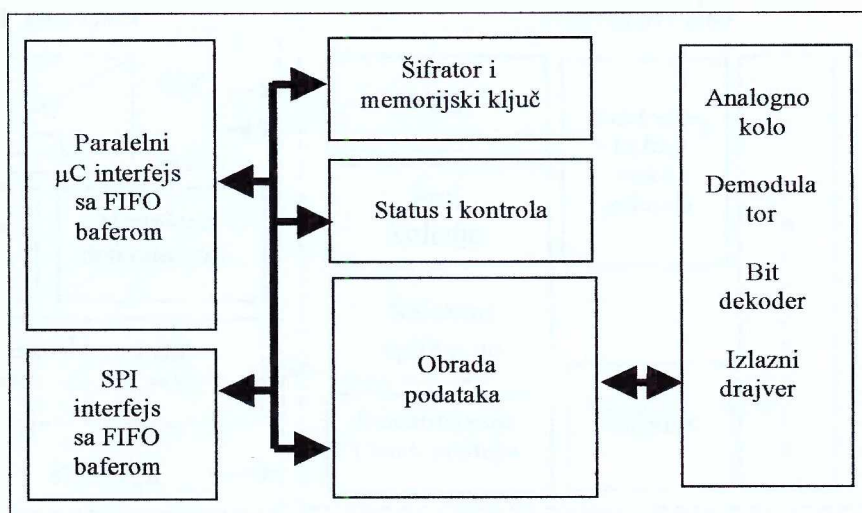 Paralelni
µC interfejs
sa FIFO
baferom
SPI
interfejs
sa FIFO
baferom
Šifrator i
memorijski ključ
Status i kontrola
Obrada
podataka
Analogno
kolo
Demodula
tor
Bit
dekoder
Izlazni
drajver